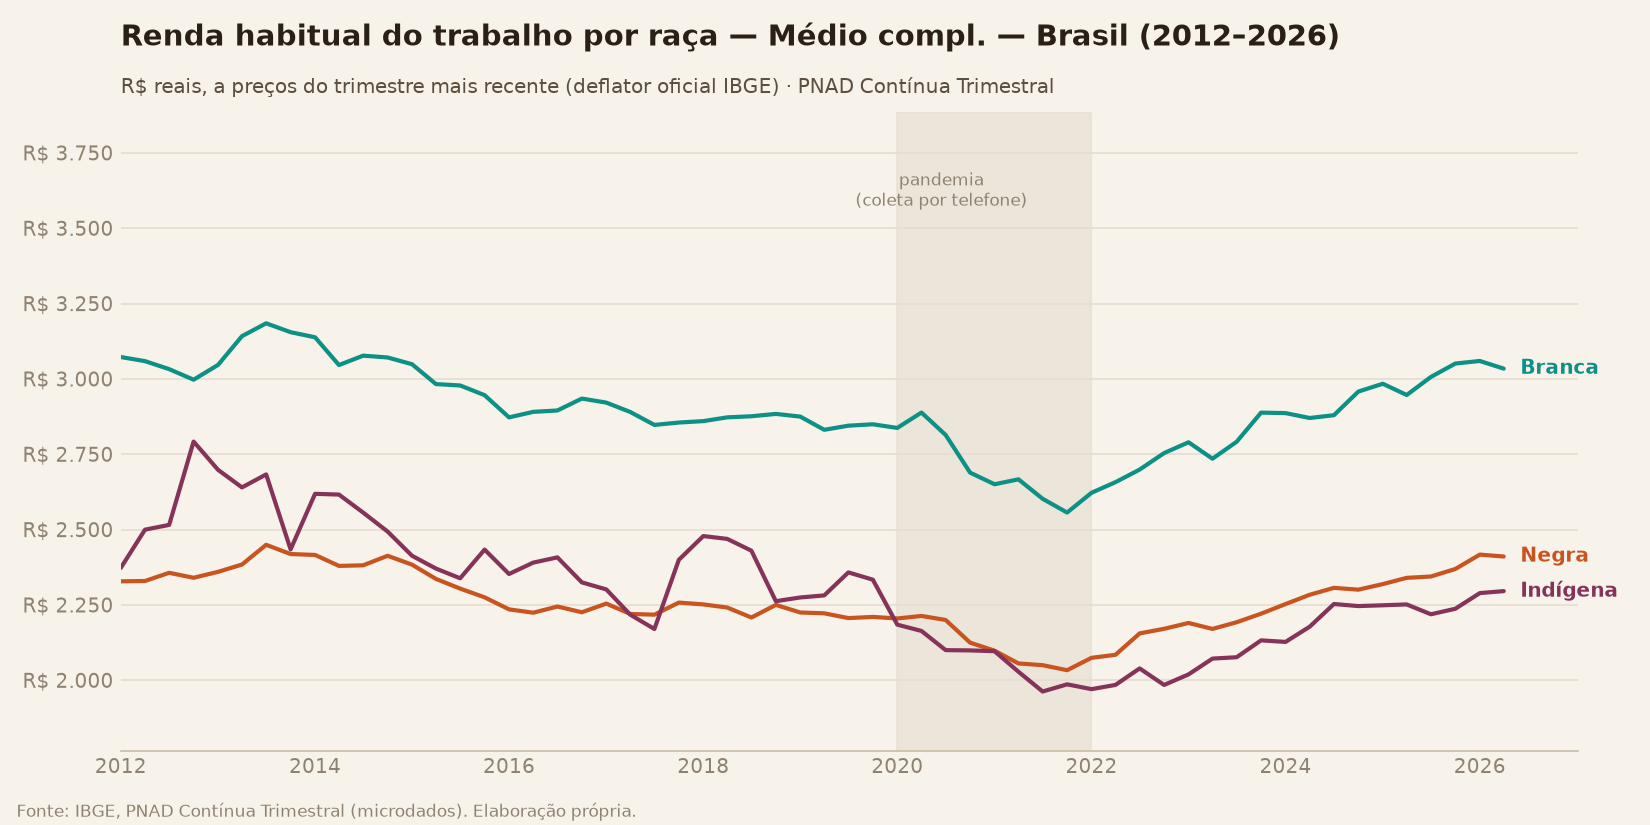 Renda habitual do trabalho por raça — Médio compl. — Brasil (2012–2026)
R$ reais, a preços do trimestre mais recente (deflator oficial IBGE) · PNAD Contínua Trimestral
R$ 3.750
pandemia
(coleta por telefone)
R$ 3.500
R$ 3.250
R$ 3.000
Branca
R$ 2.750
R$ 2.500
Negra
R$ 2.250
Indígena
R$ 2.000
2012 2014 2016 2018 2020 2022 2024 2026
Fonte: IBGE, PNAD Contínua Trimestral (microdados). Elaboração própria.